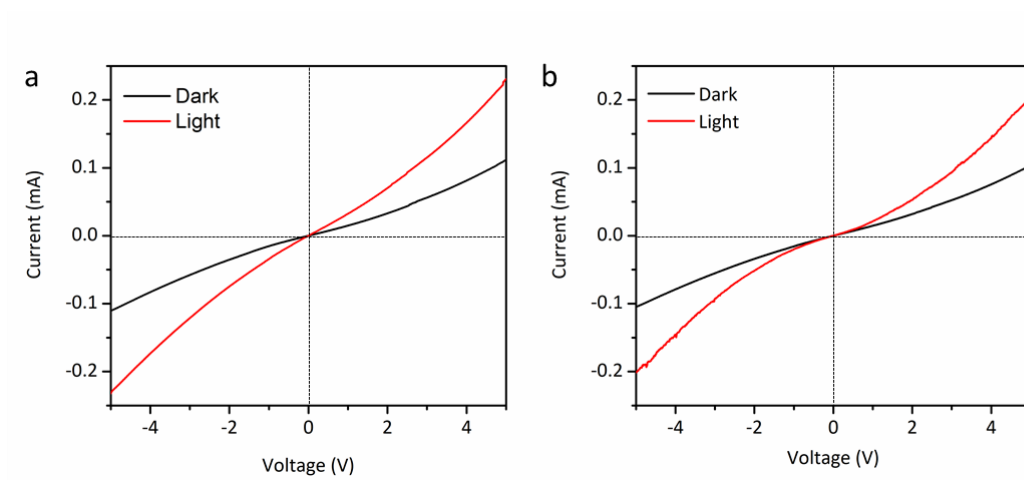 a
Dark
Light
0.2
0.1
0.0
-0.1
-0.2
Current (mA)
-4 -2 0 2 4
Voltage (V)
b
Dark
Light
0.2
0.1
0.0
-0.1
-0.2
Current (mA)
-4 -2 0 2 4
Voltage (V)